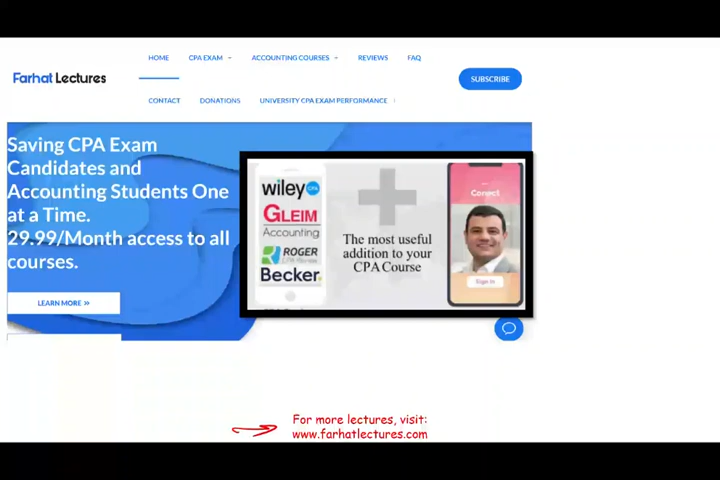 HOME CPA EXAM ACCOUNTING COURSES REVIEWS FAQ
Farhat Lectures
SUBSCRIBE
CONTACT DONATIONS UNIVERSITY CPA EXAM PERFORMANCE
Saving CPA Exam
Candidates and
Accounting Students One
at a Time.
29.99/Month access to all
courses.
LEARN MORE »
wiley CPA
GLEIM
Accounting
ROGER
CPA Review
Becker.
The most useful
addition to your
CPA Course
Conect
Sign in
For more lectures, visit:
www.farhatlectures.com